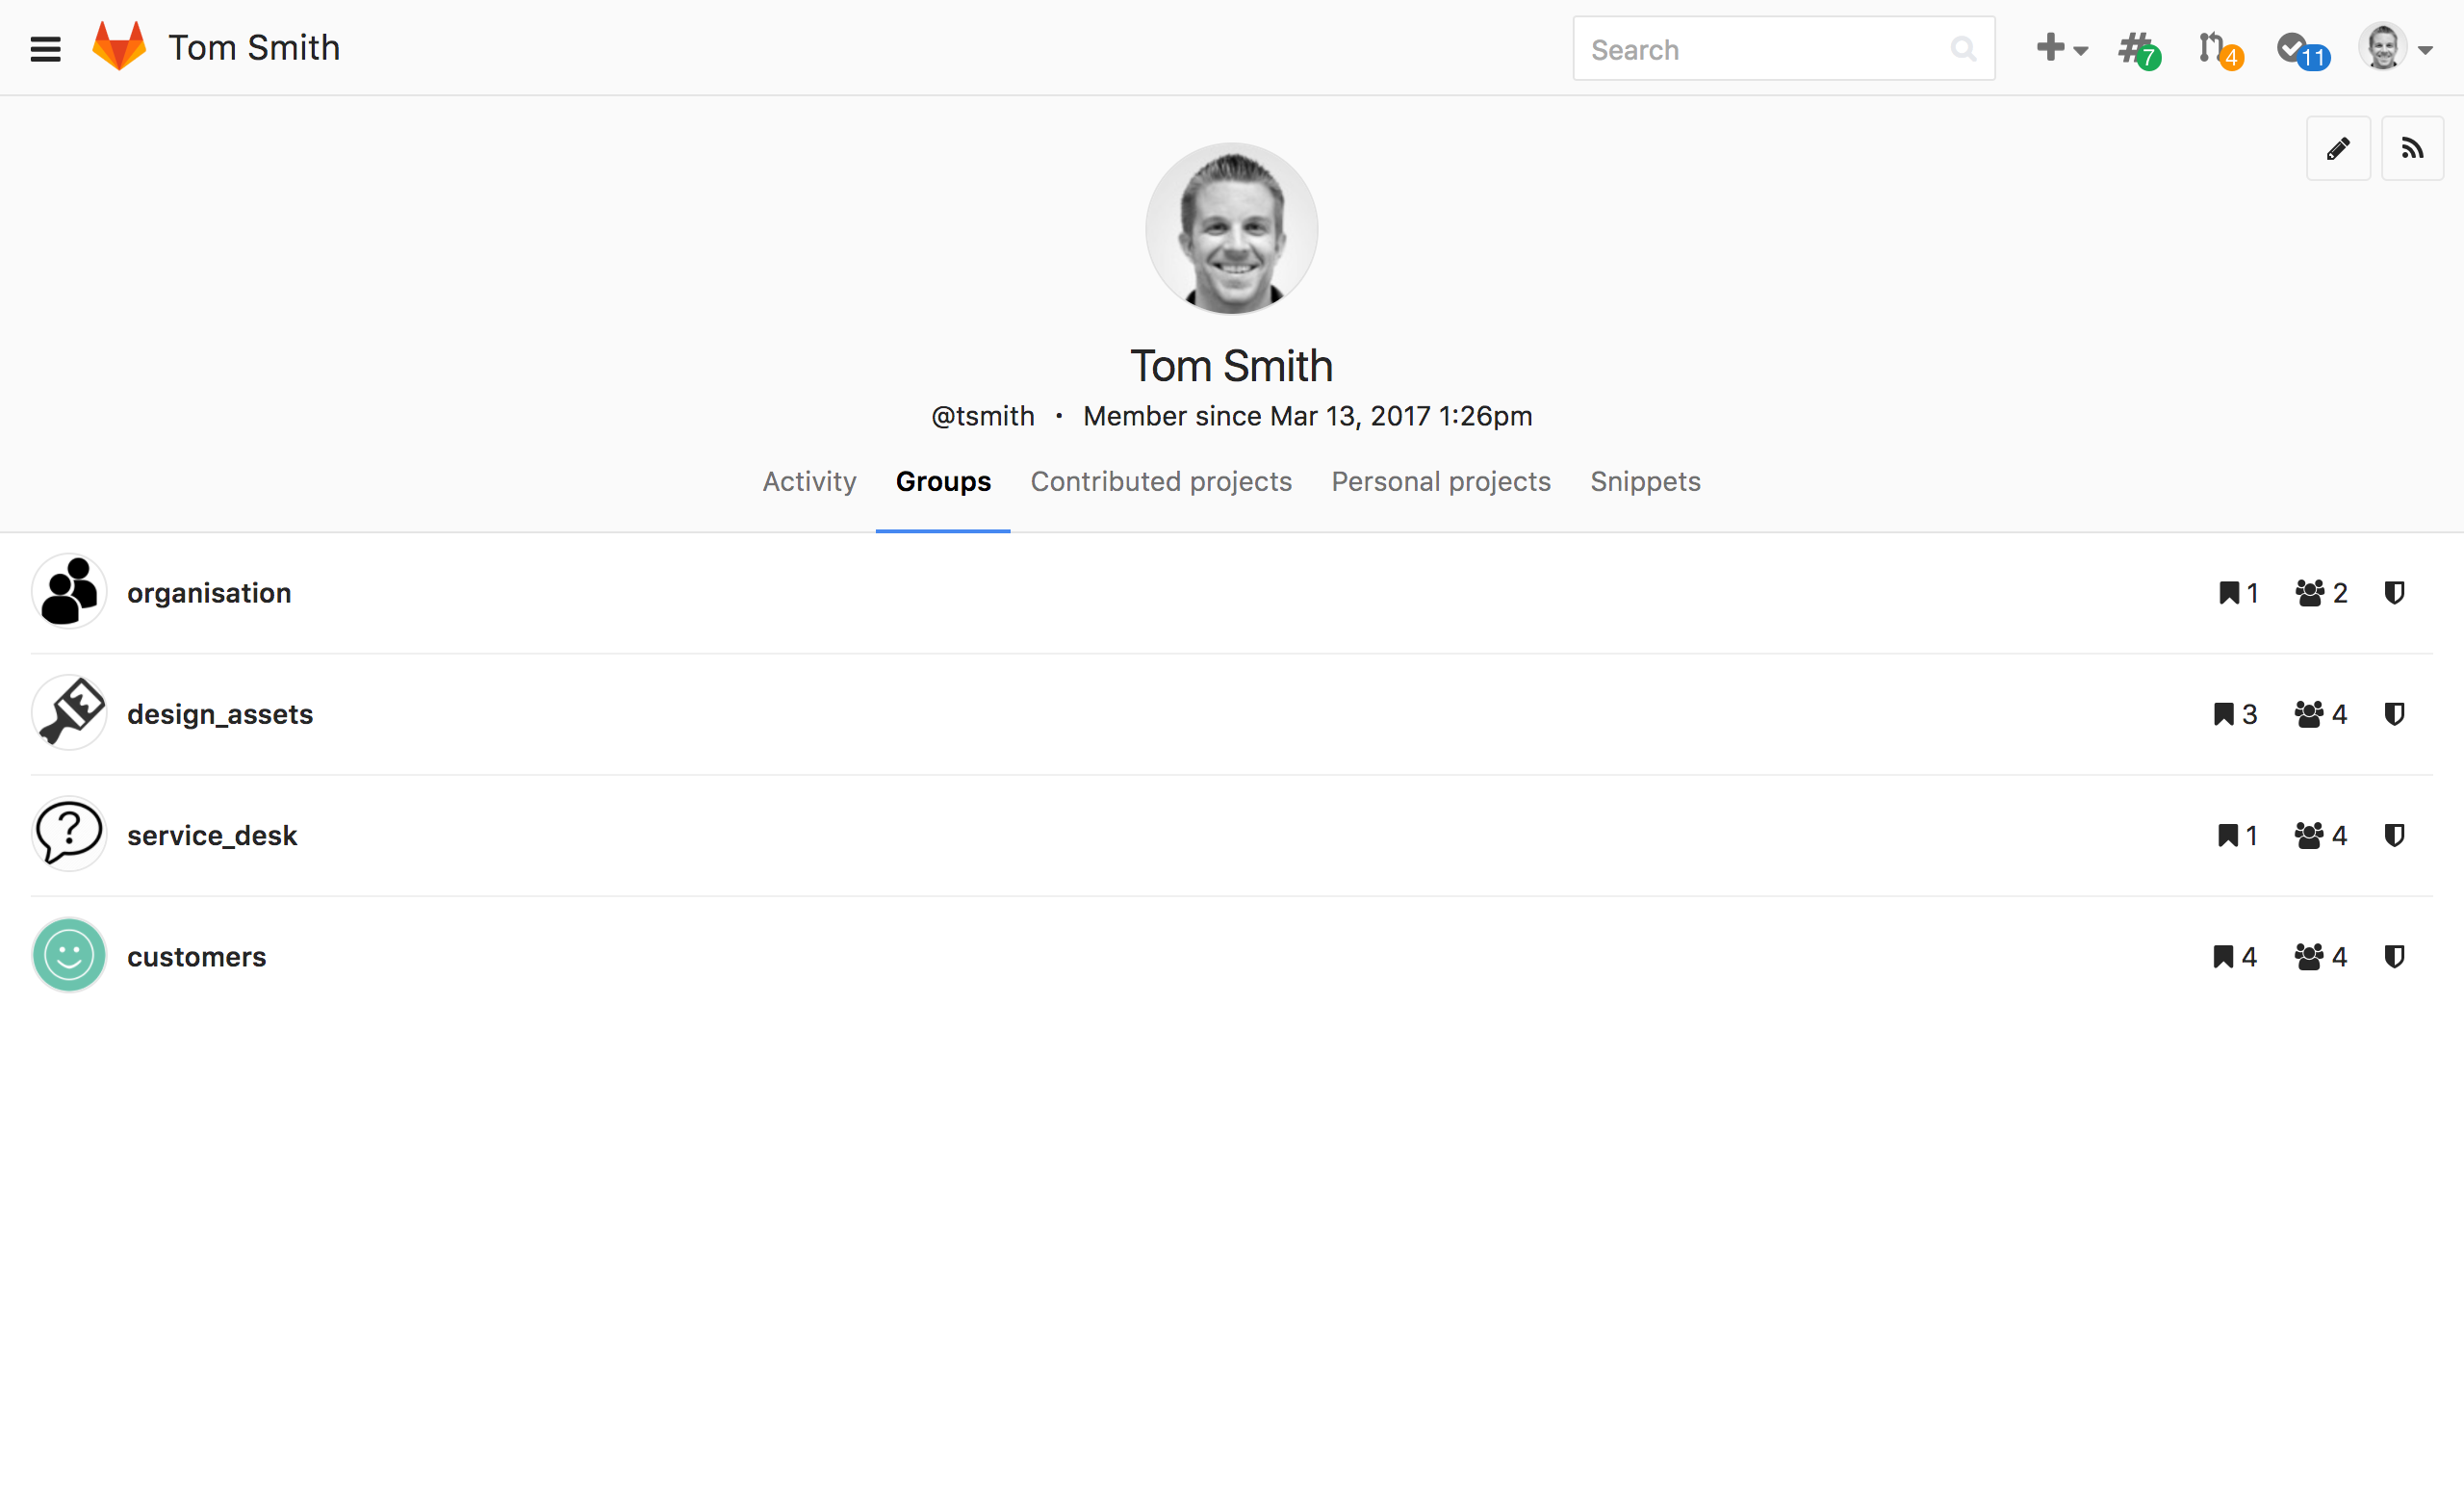 Tom Smith
Search
7
4
11
Tom Smith
@tsmith • Member since Mar 13, 2017 1:26pm
Activity Groups Contributed projects Personal projects Snippets
organisation 1 2
design_assets 3 4
? service_desk 1 4
customers 4 4